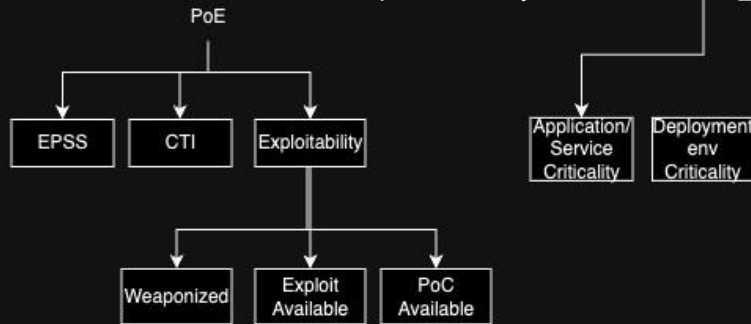 PoE
EPSS
CTI
Exploitability
Application/
Service
Criticality
Deployment
env
Criticality
Weaponized
Exploit
Available
PoC
Available